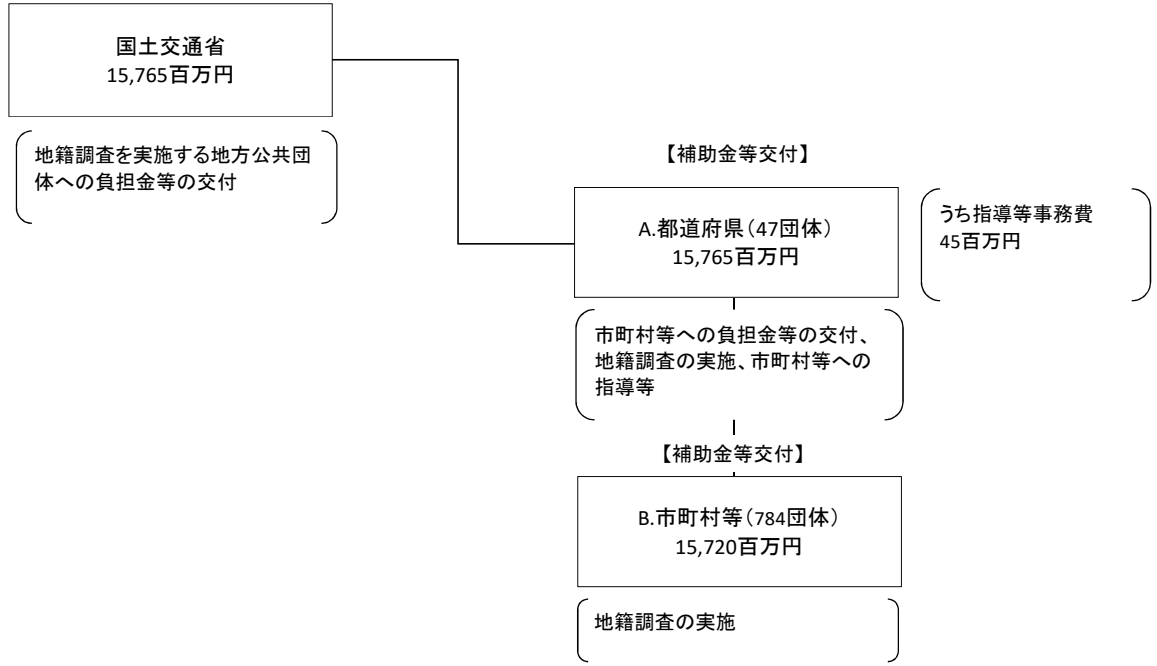 国土交通省
15,765百万円
地籍調査を実施する地方公共団
体への負担金等の交付
【補助金等交付】
A.都道府県（47団体）
15,765百万円
うち指導等事務費
45百万円
市町村等への負担金等の交付、
地籍調査の実施、市町村等への
指導等
【補助金等交付】
B.市町村等（784団体）
15,720百万円
地籍調査の実施